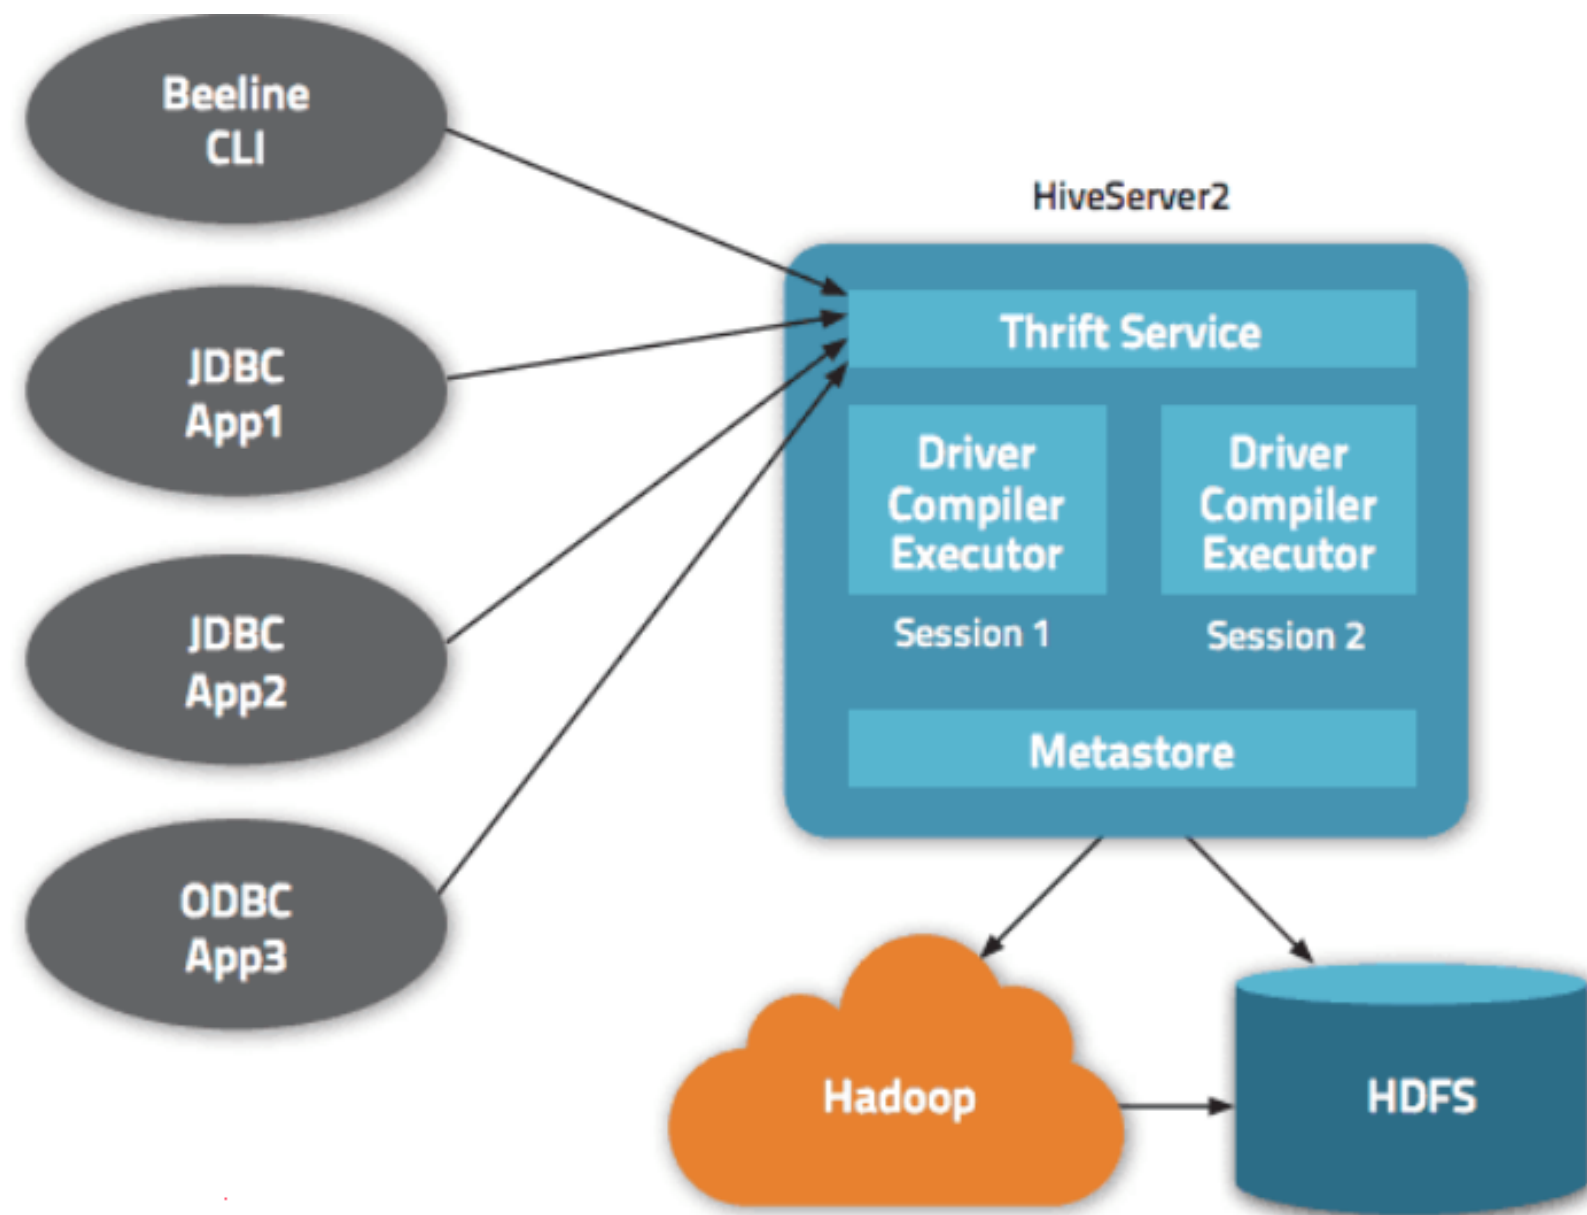 Beeline
CLI
JDBC
App1
JDBC
App2
ODBC
App3
HiveServer2
Thrift Service
Driver
Compiler
Executor
Session 1
Driver
Compiler
Executor
Session 2
Metastore
Hadoop
HDFS